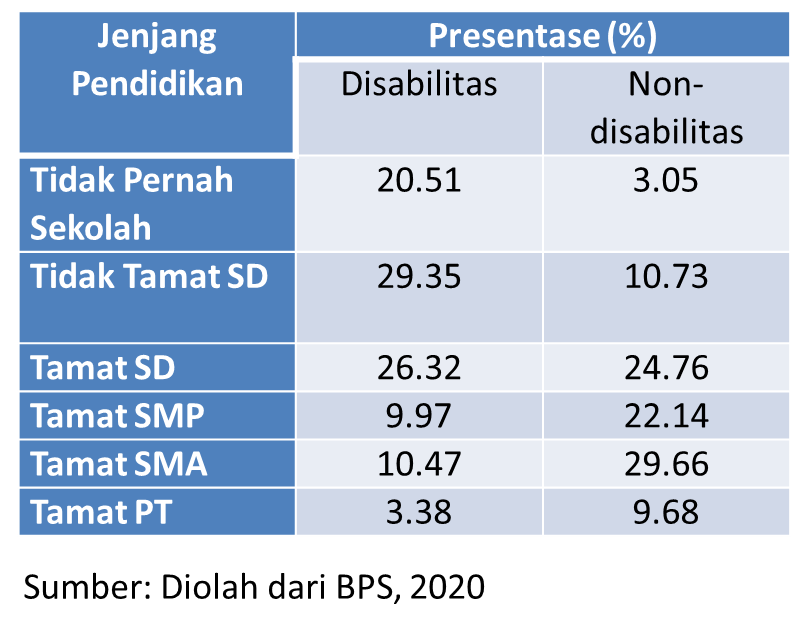 Jenjang Pendidikan Presentase (%)
Disabilitas Non-disabilitas
Tidak Pernah Sekolah 20.51 3.05
Tidak Tamat SD 29.35 10.73
Tamat SD 26.32 24.76
Tamat SMP 9.97 22.14
Tamat SMA 10.47 29.66
Tamat PT 3.38 9.68
Sumber: Diolah dari BPS, 2020